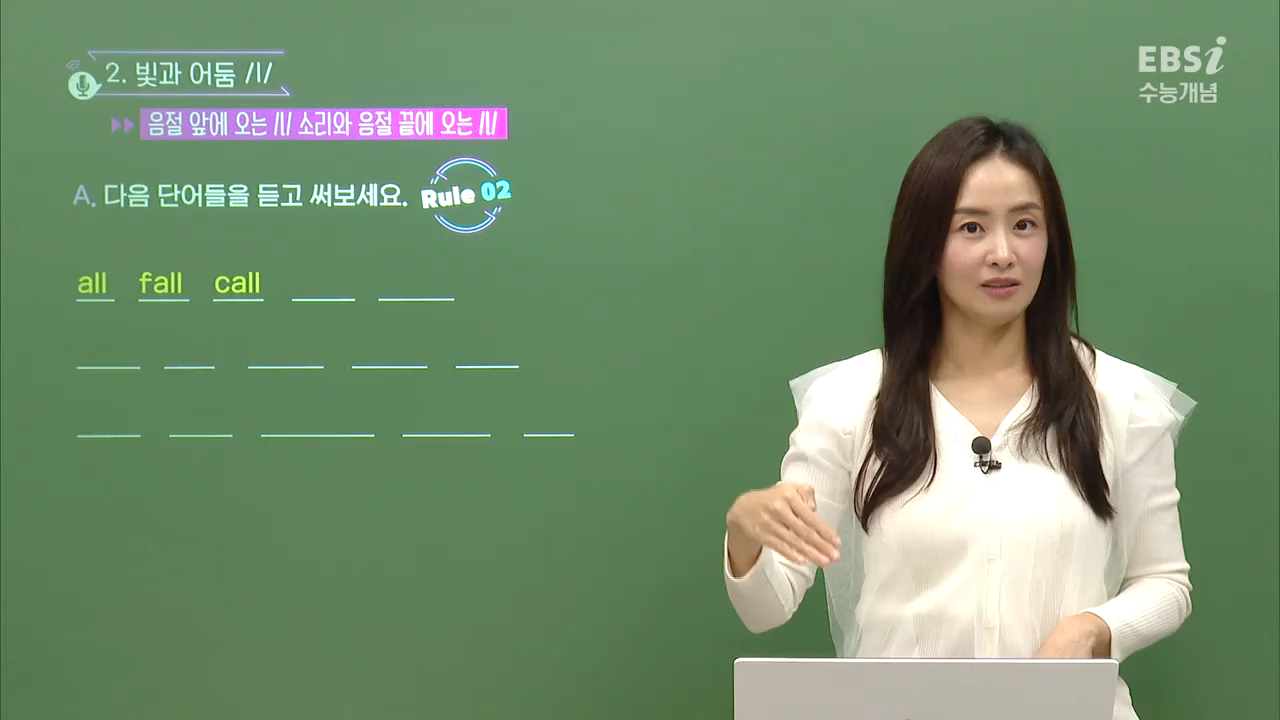 2. 빛과 어둠 /l/
음절 앞에 오는 /l/ 소리와 음절 끝에 오는 /l/
A. 다음 단어들을 듣고 써보세요. Rule 02
all fall call
EBSi
수능개념